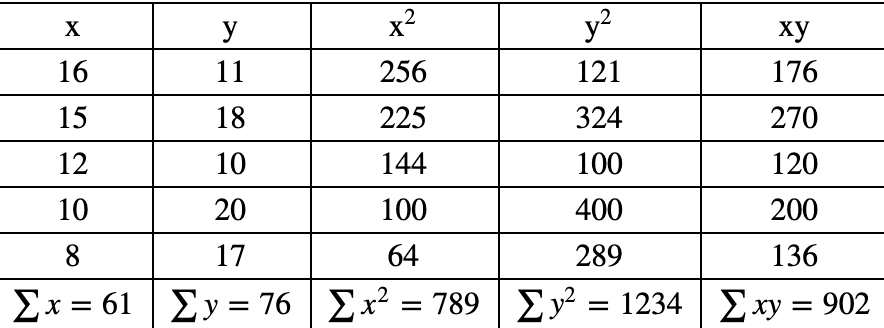 x y x² y² xy
16 11 256 121 176
15 18 225 324 270
12 10 144 100 120
10 20 100 400 200
8 17 64 289 136
∑ x = 61 ∑ y = 76 ∑ x² = 789 ∑ y² = 1234 ∑ xy = 902